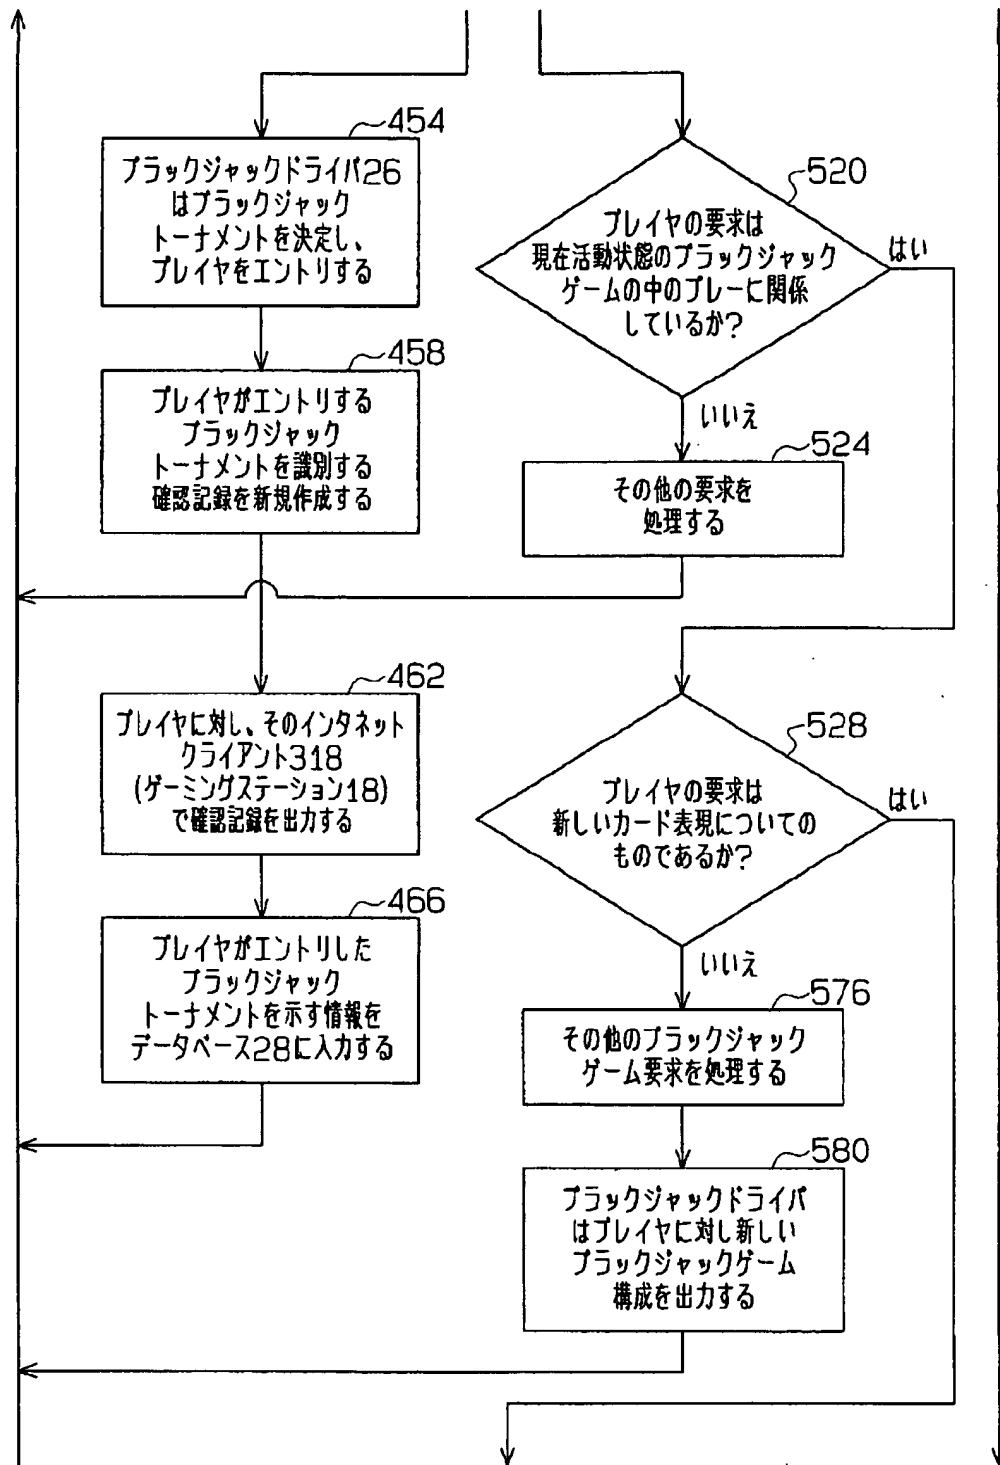 454
ブラックジャックドライバ26
はブラックジャック
トーナメントを決定し、
プレイヤをエントリする
458
プレイヤがエントリする
ブラックジャック
トーナメントを識別する
確認記録を新規作成する
462
プレイヤに対し、そのインタネット
クライアント318
(ゲーミングステーション18)
で確認記録を出力する
466
プレイヤがエントリした
ブラックジャック
トーナメントを示す情報を
データベース28に入力する
520
プレイヤの要求は
現在活動状態のブラックジャック
ゲームの中のプレーに関係
しているか?
はい
いいえ
524
その他の要求を
処理する
528
プレイヤの要求は
新しいカード表現についての
ものであるか?
はい
いいえ
576
その他のブラックジャック
ゲーム要求を処理する
580
ブラックジャックドライバ
はプレイヤに対し新しい
ブラックジャックゲーム
構成を出力する